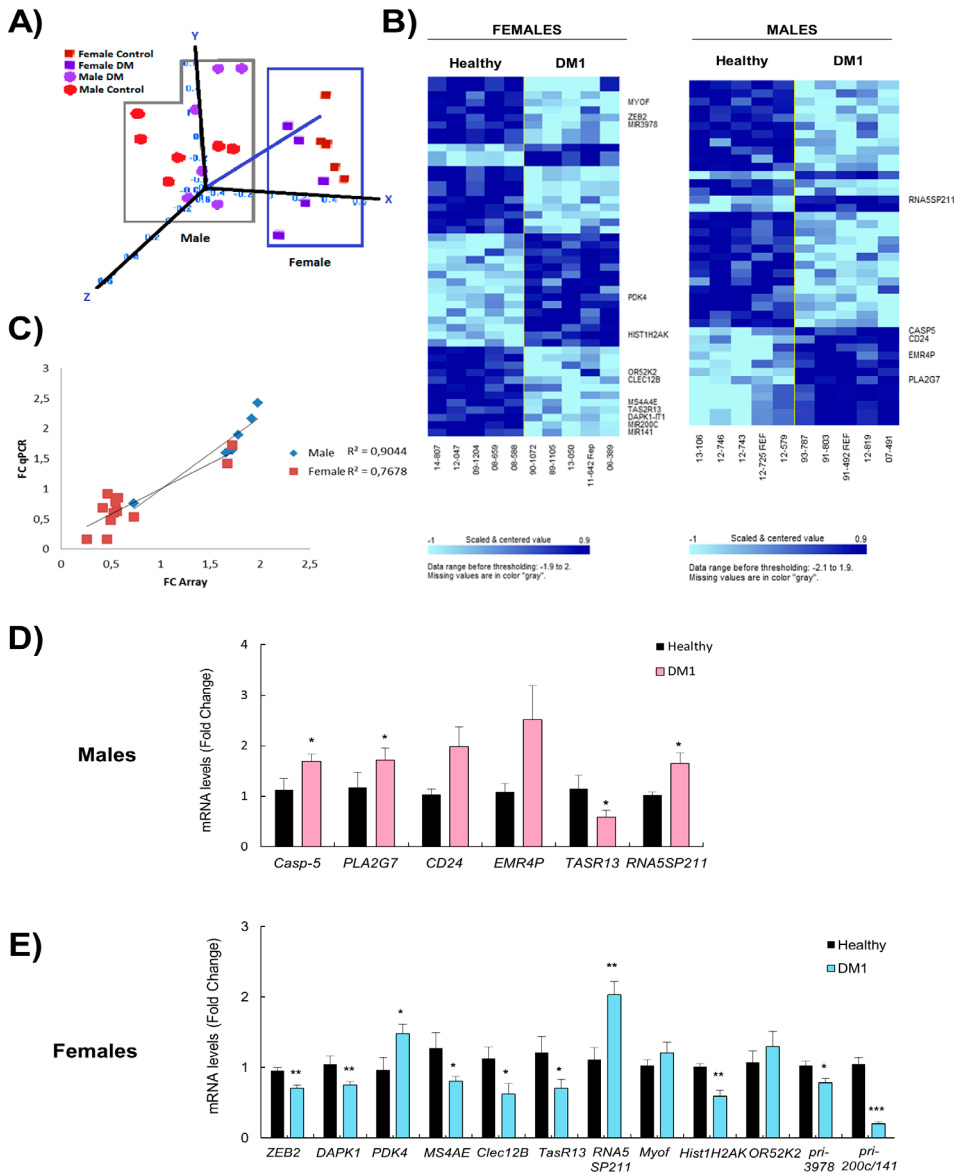 A)
Y
Female Control
Female DM
Male DM
Male Control
X
Z
Male
Female
B)
FEMALES
Healthy DM1
MYOF
ZEB2
MIR3978
PDK4
HIST1H2AK
OR52K2
CLEC12B
MS4A4E
TAS2R13
DAPK1-IT1
MIR200C
MIR141
14-807
12-047
09-1204
08-659
08-588
90-1072
89-1105
13-050
11-642 Rep
06-389
-1 Scaled & centered value 0.9
Data range before thresholding: -1.9 to 2.
Missing values are in color "gray".
MALES
Healthy DM1
RNA5SP211
CASP5
CD24
EMR4P
PLA2G7
13-106
12-746
12-743
12-725 REF
12-579
93-787
91-803
91-492 REF
12-819
07-491
-1 Scaled & centered value 0.9
Data range before thresholding: -2.1 to 1.9.
Missing values are in color "gray".
C)
FC qPCR
3
2,5
2
1,5
1
0,5
0
0 0,5 1 1,5 2 2,5
FC Array
Male R² = 0,9044
Female R² = 0,7678
D)
Males
mRNA levels (Fold Change)
4
3
2
1
0
Healthy
DM1
* * * *
Casp-5 PLA2G7 CD24 EMR4P TASR13 RNA5SP211
E)
Females
mRNA levels (Fold Change)
3
2
1
0
Healthy
DM1
** ** * * * * ** ** * ***
ZEB2 DAPK1 PDK4 MS4AE Clec12B TasR13 RNA5 Myof Hist1H2AK OR52K2 pri- pri-
SP211 3978 200c/141